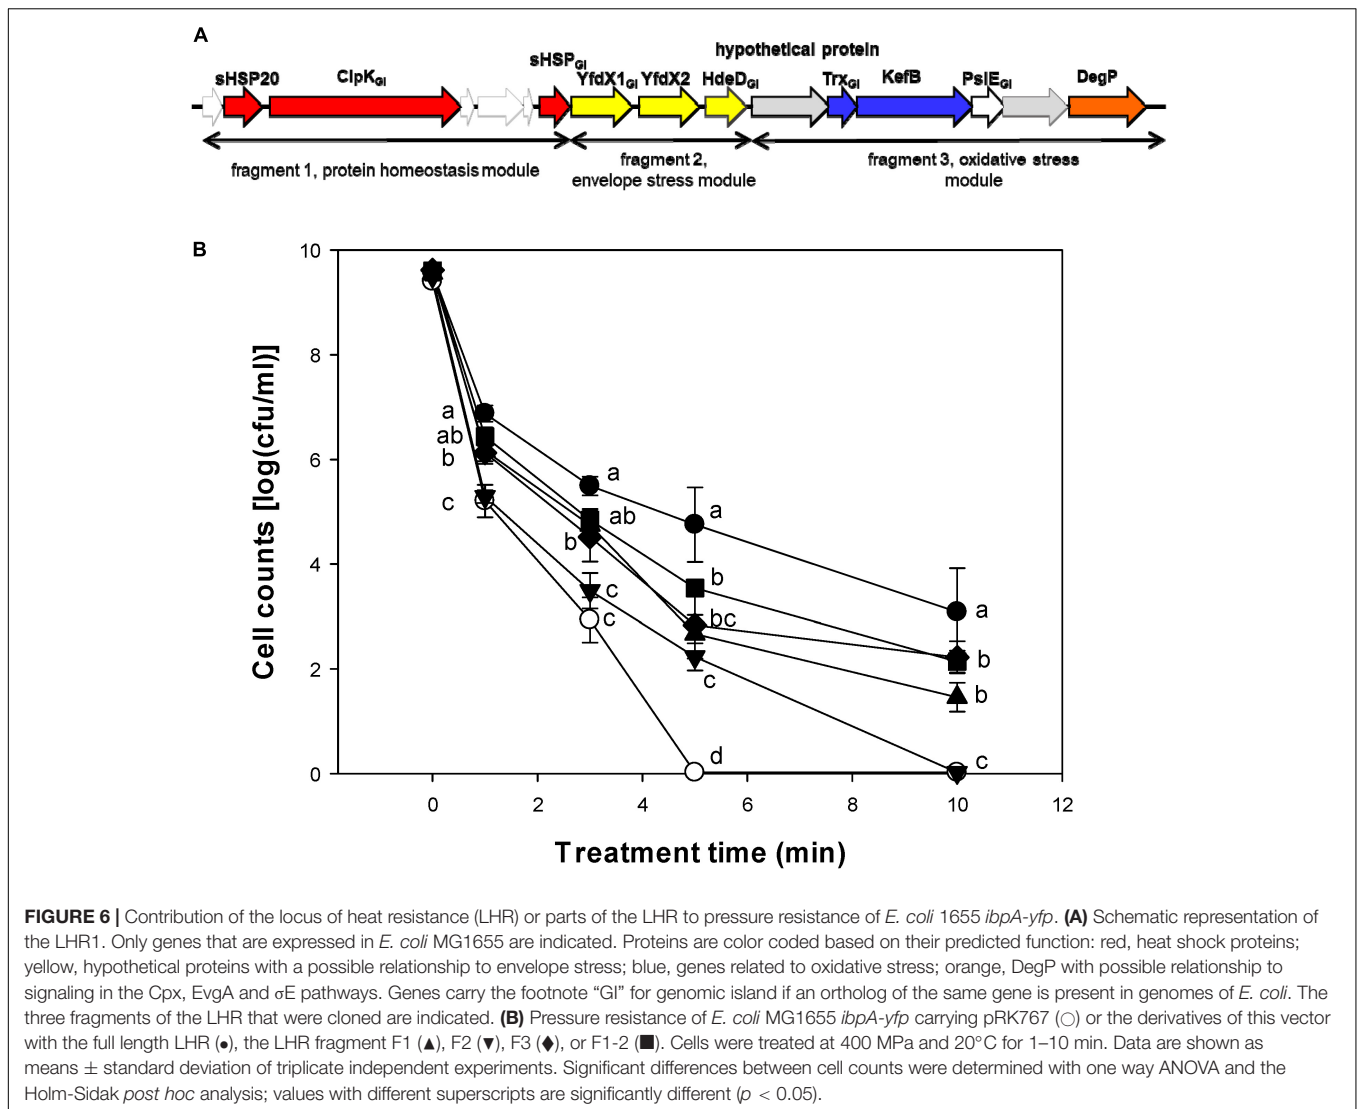 A
hypothetical protein
sHSP20
ClpKGI
sHSPGI
YfdX1GI
YfdX2
HdeDGI
TrxGI
KefB
PsiEGI
DegP
fragment 1, protein homeostasis module
fragment 2,
envelope stress module
fragment 3, oxidative stress
module
B
Cell counts [log(cfu/ml)]
10
8
6
4
2
0
a
ab
b
c
a
ab
b
c
c
a
b
bc
c
d
a
b
b
c
0
2
4
6
8
10
12
Treatment time (min)
FIGURE 6 | Contribution of the locus of heat resistance (LHR) or parts of the LHR to pressure resistance of E. coli 1655 ibpA-yfp. (A) Schematic representation of
the LHR1. Only genes that are expressed in E. coli MG1655 are indicated. Proteins are color coded based on their predicted function: red, heat shock proteins;
yellow, hypothetical proteins with a possible relationship to envelope stress; blue, genes related to oxidative stress; orange, DegP with possible relationship to
signaling in the Cpx, EvgA and σE pathways. Genes carry the footnote “GI” for genomic island if an ortholog of the same gene is present in genomes of E. coli. The
three fragments of the LHR that were cloned are indicated. (B) Pressure resistance of E. coli MG1655 ibpA-yfp carrying pRK767 (○) or the derivatives of this vector
with the full length LHR (●), the LHR fragment F1 (▲), F2 (▼), F3 (◆), or F1-2 (■). Cells were treated at 400 MPa and 20°C for 1–10 min. Data are shown as
means ± standard deviation of triplicate independent experiments. Significant differences between cell counts were determined with one way ANOVA and the
Holm-Sidak post hoc analysis; values with different superscripts are significantly different (p < 0.05).